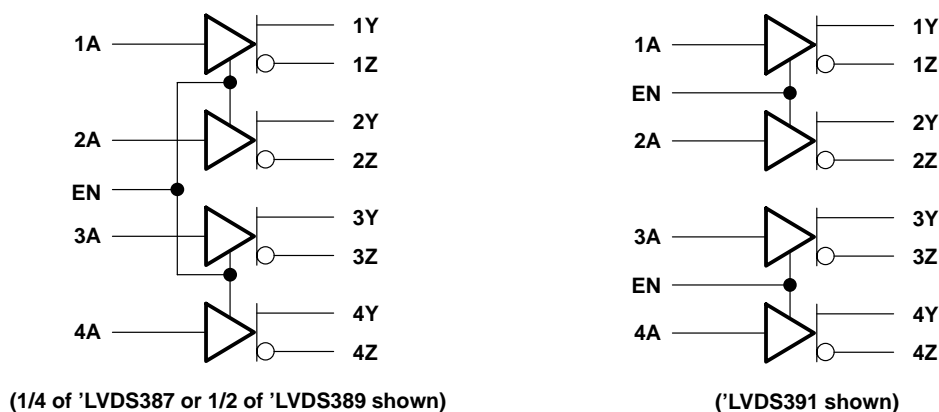 1A
1Y
1Z
2A
2Y
2Z
EN
3A
3Y
3Z
4A
4Y
4Z
(1/4 of 'LVDS387 or 1/2 of 'LVDS389 shown)
1A
1Y
1Z
EN
2A
2Y
2Z
3A
3Y
3Z
EN
4A
4Y
4Z
('LVDS391 shown)